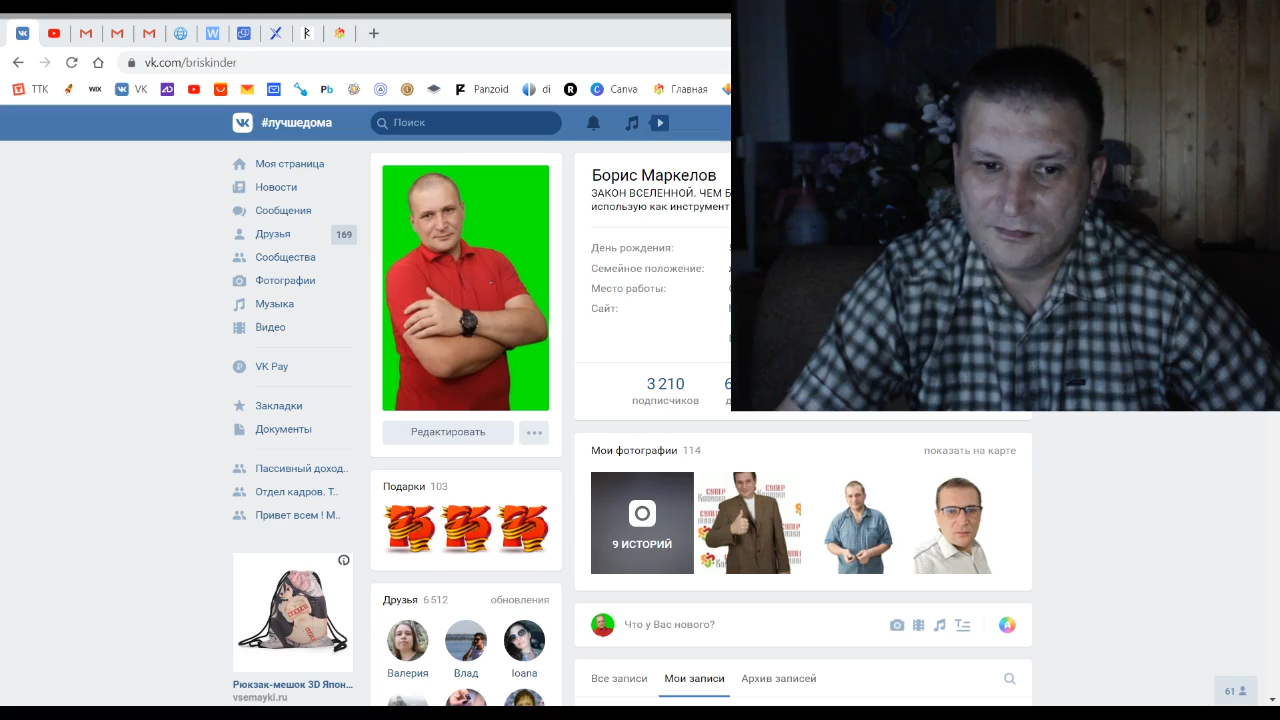 vk.com/briskinder
ТТК
WIX
VK
Pb
Panzoid
di
Canva
Главная
#лучшедома
Поиск
Моя страница
Новости
Сообщения
Друзья 169
Сообщества
Фотографии
Музыка
Видео
VK Pay
Закладки
Документы
Пассивный доход..
Отдел кадров. Т..
Привет всем ! М..
Рюкзак-мешок 3D Япон...
vsemayki.ru
Редактировать
Подарки 103
Друзья 6 512 обновления
Валерия Влад Ioana
Борис Маркелов
ЗАКОН ВСЕЛЕННОЙ. ЧЕМ Б
использую как инструмент
День рождения:
Семейное положение:
Место работы:
Сайт:
3 210
подписчиков
Мои фотографии 114 показать на карте
9 ИСТОРИЙ
СУПЕР
Что у Вас нового?
Все записи Мои записи Архив записей
61